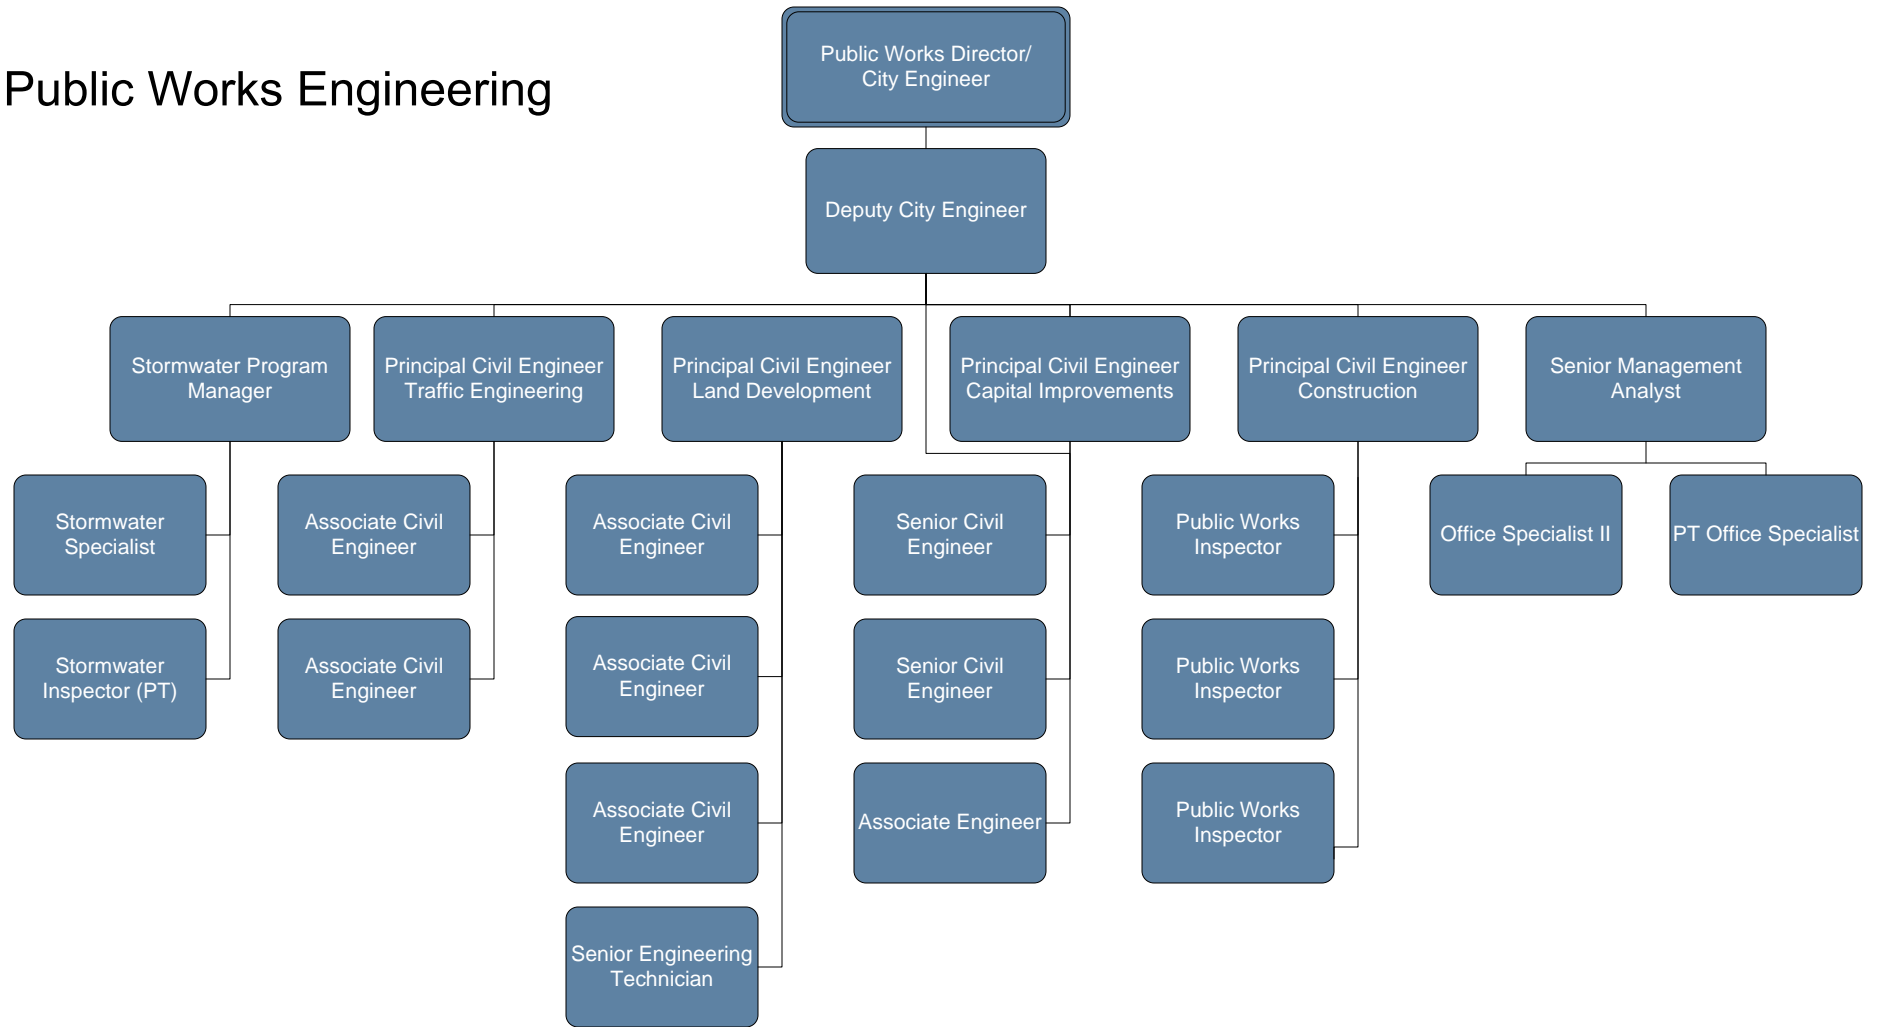 Public Works Engineering
Public Works Director/
City Engineer
Deputy City Engineer
Stormwater Program
Manager
Principal Civil Engineer
Traffic Engineering
Principal Civil Engineer
Land Development
Principal Civil Engineer
Capital Improvements
Principal Civil Engineer
Construction
Senior Management
Analyst
Stormwater
Specialist
Associate Civil
Engineer
Associate Civil
Engineer
Senior Civil
Engineer
Public Works
Inspector
Office Specialist II
PT Office Specialist
Stormwater
Inspector (PT)
Associate Civil
Engineer
Associate Civil
Engineer
Senior Civil
Engineer
Public Works
Inspector
Associate Civil
Engineer
Associate Engineer
Public Works
Inspector
Senior Engineering
Technician